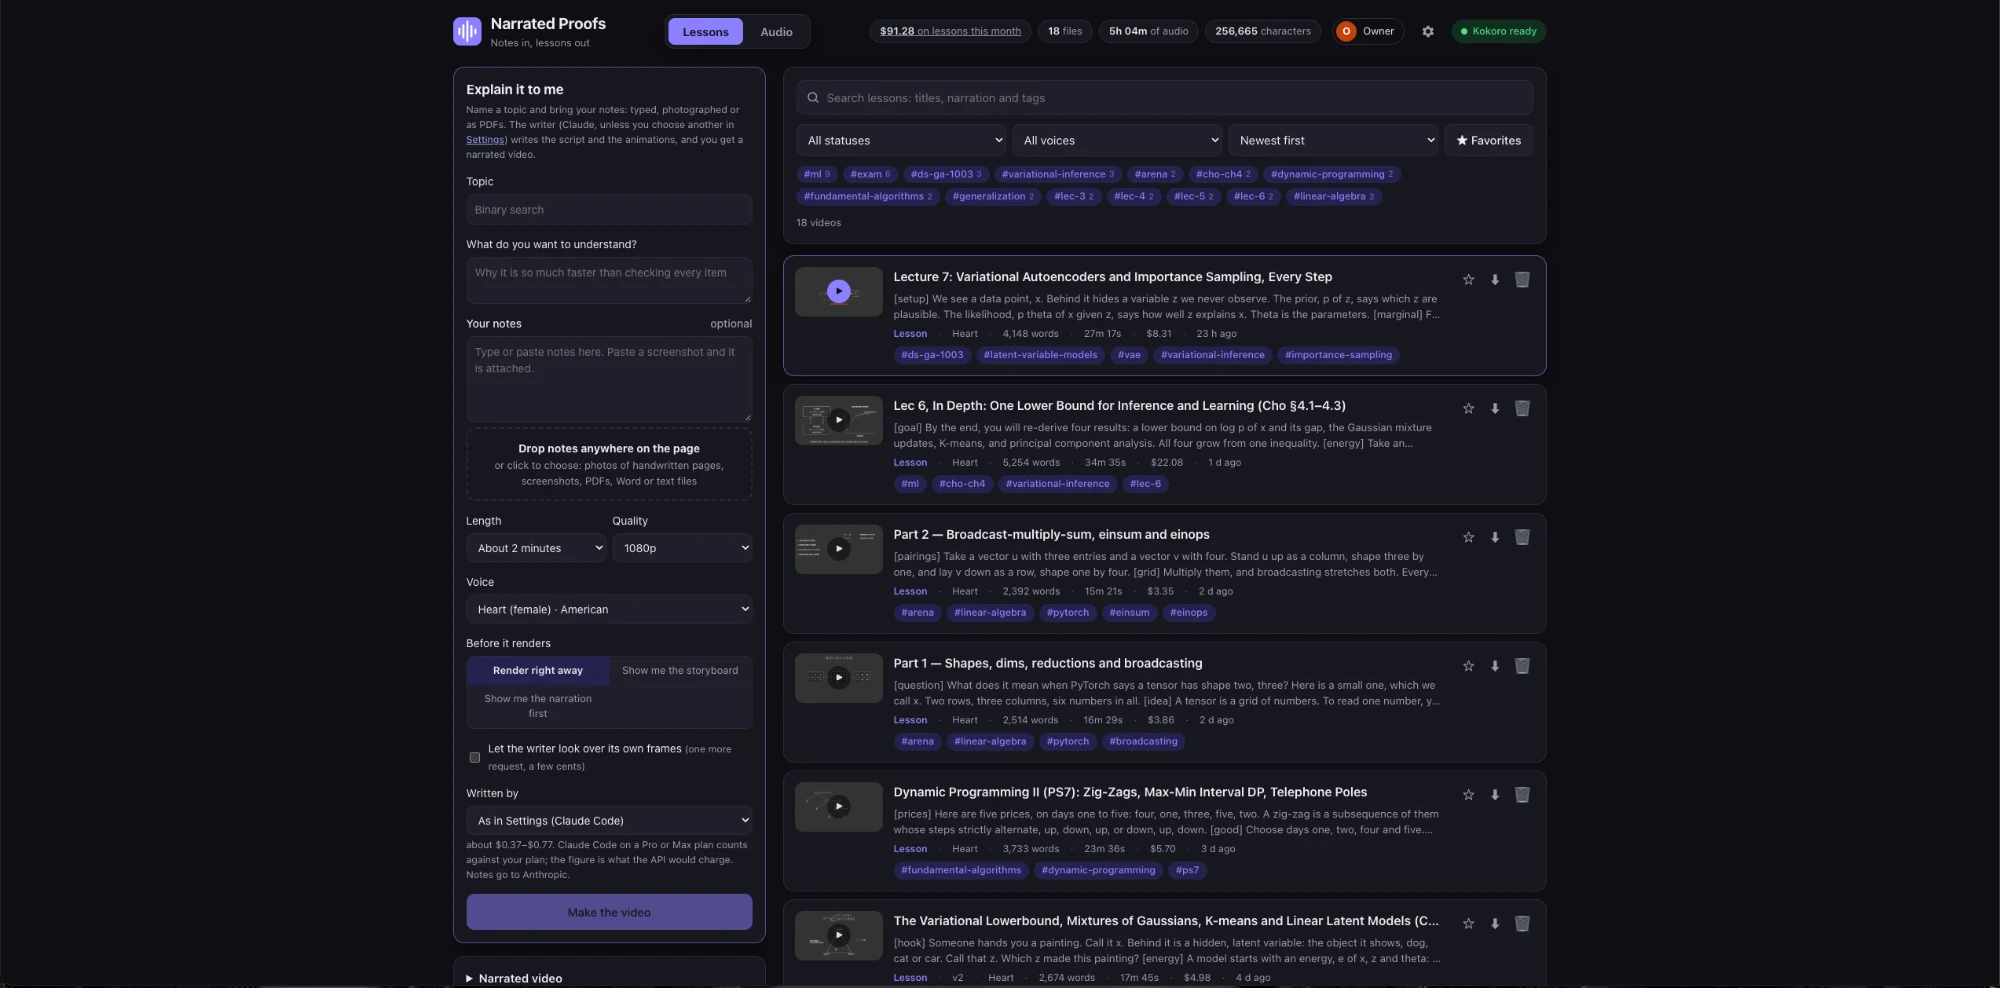 Narrated Proofs
Notes in, lessons out
Lessons
Audio
$91.28 on lessons this month
18 files
5h 04m of audio
256,665 characters
O Owner
Kokoro ready
Explain it to me
Name a topic and bring your notes: typed, photographed or
as PDFs. The writer (Claude, unless you choose another in
Settings) writes the script and the animations, and you get a
narrated video.
Topic
Binary search
What do you want to understand?
Why it is so much faster than checking every item
Your notes optional
Type or paste notes here. Paste a screenshot and it
is attached.
Drop notes anywhere on the page
or click to choose: photos of handwritten pages,
screenshots, PDFs, Word or text files
Length Quality
About 2 minutes 1080p
Voice
Heart (female) · American
Before it renders
Render right away Show me the storyboard
Show me the narration
first
Let the writer look over its own frames (one more
request, a few cents)
Written by
As in Settings (Claude Code)
about $0.37–$0.77. Claude Code on a Pro or Max plan counts
against your plan; the figure is what the API would charge.
Notes go to Anthropic.
Make the video
Narrated video
Search lessons: titles, narration and tags
All statuses All voices Newest first ★ Favorites
#ml 9 #exam 6 #ds-ga-1003 3 #variational-inference 3 #arena 2 #cho-ch4 2 #dynamic-programming 2
#fundamental-algorithms 2 #generalization 2 #lec-3 2 #lec-4 2 #lec-5 2 #lec-6 2 #linear-algebra 2
18 videos
Lecture 7: Variational Autoencoders and Importance Sampling, Every Step
[setup] We see a data point, x. Behind it hides a variable z we never observe. The prior, p of z, says which z are
plausible. The likelihood, p theta of x given z, says how well z explains x. Theta is the parameters. [marginal] F...
Lesson · Heart · 4,148 words · 27m 17s · $8.31 · 23 h ago
#ds-ga-1003 #latent-variable-models #vae #variational-inference #importance-sampling
Lec 6, In Depth: One Lower Bound for Inference and Learning (Cho §4.1–4.3)
[goal] By the end, you will re-derive four results: a lower bound on log p of x and its gap, the Gaussian mixture
updates, K-means, and principal component analysis. All four grow from one inequality. [energy] Take an...
Lesson · Heart · 5,254 words · 34m 35s · $22.08 · 1 d ago
#ml #cho-ch4 #variational-inference #lec-6
Part 2 — Broadcast-multiply-sum, einsum and einops
[pairings] Take a vector u with three entries and a vector v with four. Stand u up as a column, shape three by
one, and lay v down as a row, shape one by four. [grid] Multiply them, and broadcasting stretches both. Every...
Lesson · Heart · 2,392 words · 15m 21s · $3.35 · 2 d ago
#arena #linear-algebra #pytorch #einsum #einops
Part 1 — Shapes, dims, reductions and broadcasting
[question] What does it mean when PyTorch says a tensor has shape two, three? Here is a small one, which we
call x. Two rows, three columns, six numbers in all. [idea] A tensor is a grid of numbers. To read one number, y...
Lesson · Heart · 2,514 words · 16m 29s · $3.86 · 2 d ago
#arena #linear-algebra #pytorch #broadcasting
Dynamic Programming II (PS7): Zig-Zags, Max-Min Interval DP, Telephone Poles
[prices] Here are five prices, on days one to five: four, one, three, five, two. A zig-zag is a subsequence of them
whose steps strictly alternate, up, down, up, or down, up, down. [good] Choose days one, two, four and five....
Lesson · Heart · 3,733 words · 23m 36s · $5.70 · 3 d ago
#fundamental-algorithms #dynamic-programming #ps7
The Variational Lowerbound, Mixtures of Gaussians, K-means and Linear Latent Models (C...
[hook] Someone hands you a painting. Call it x. Behind it is a hidden, latent variable: the object it shows, dog,
cat or car. Call that z. Which z made this painting? [energy] A model starts with an energy, e of x, z and theta: ...
Lesson · v2 · Heart · 2,674 words · 17m 45s · $4.98 · 4 d ago